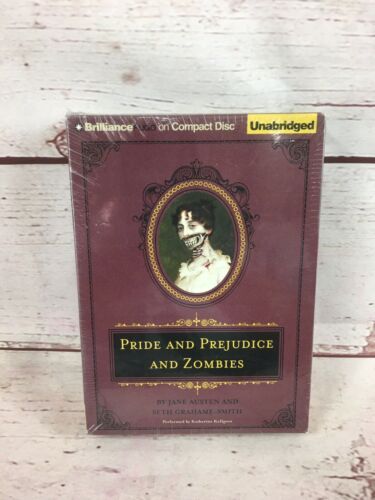 Brilliance Audio on Compact Disc
Unabridged
PRIDE AND PREJUDICE
AND ZOMBIES
BY JANE AUSTEN AND
SETH GRAHAME-SMITH
Performed by Katherine Kellgren